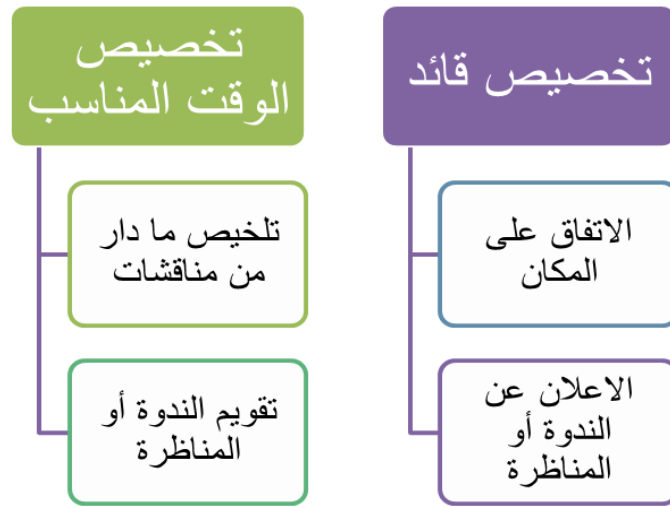 تخصيص قائد
الاتفاق على
المكان
الاعلان عن
الندوة أو
المناظرة
تخصيص
الوقت المناسب
تلخيص ما دار
من مناقشات
تقويم الندوة أو
المناظرة